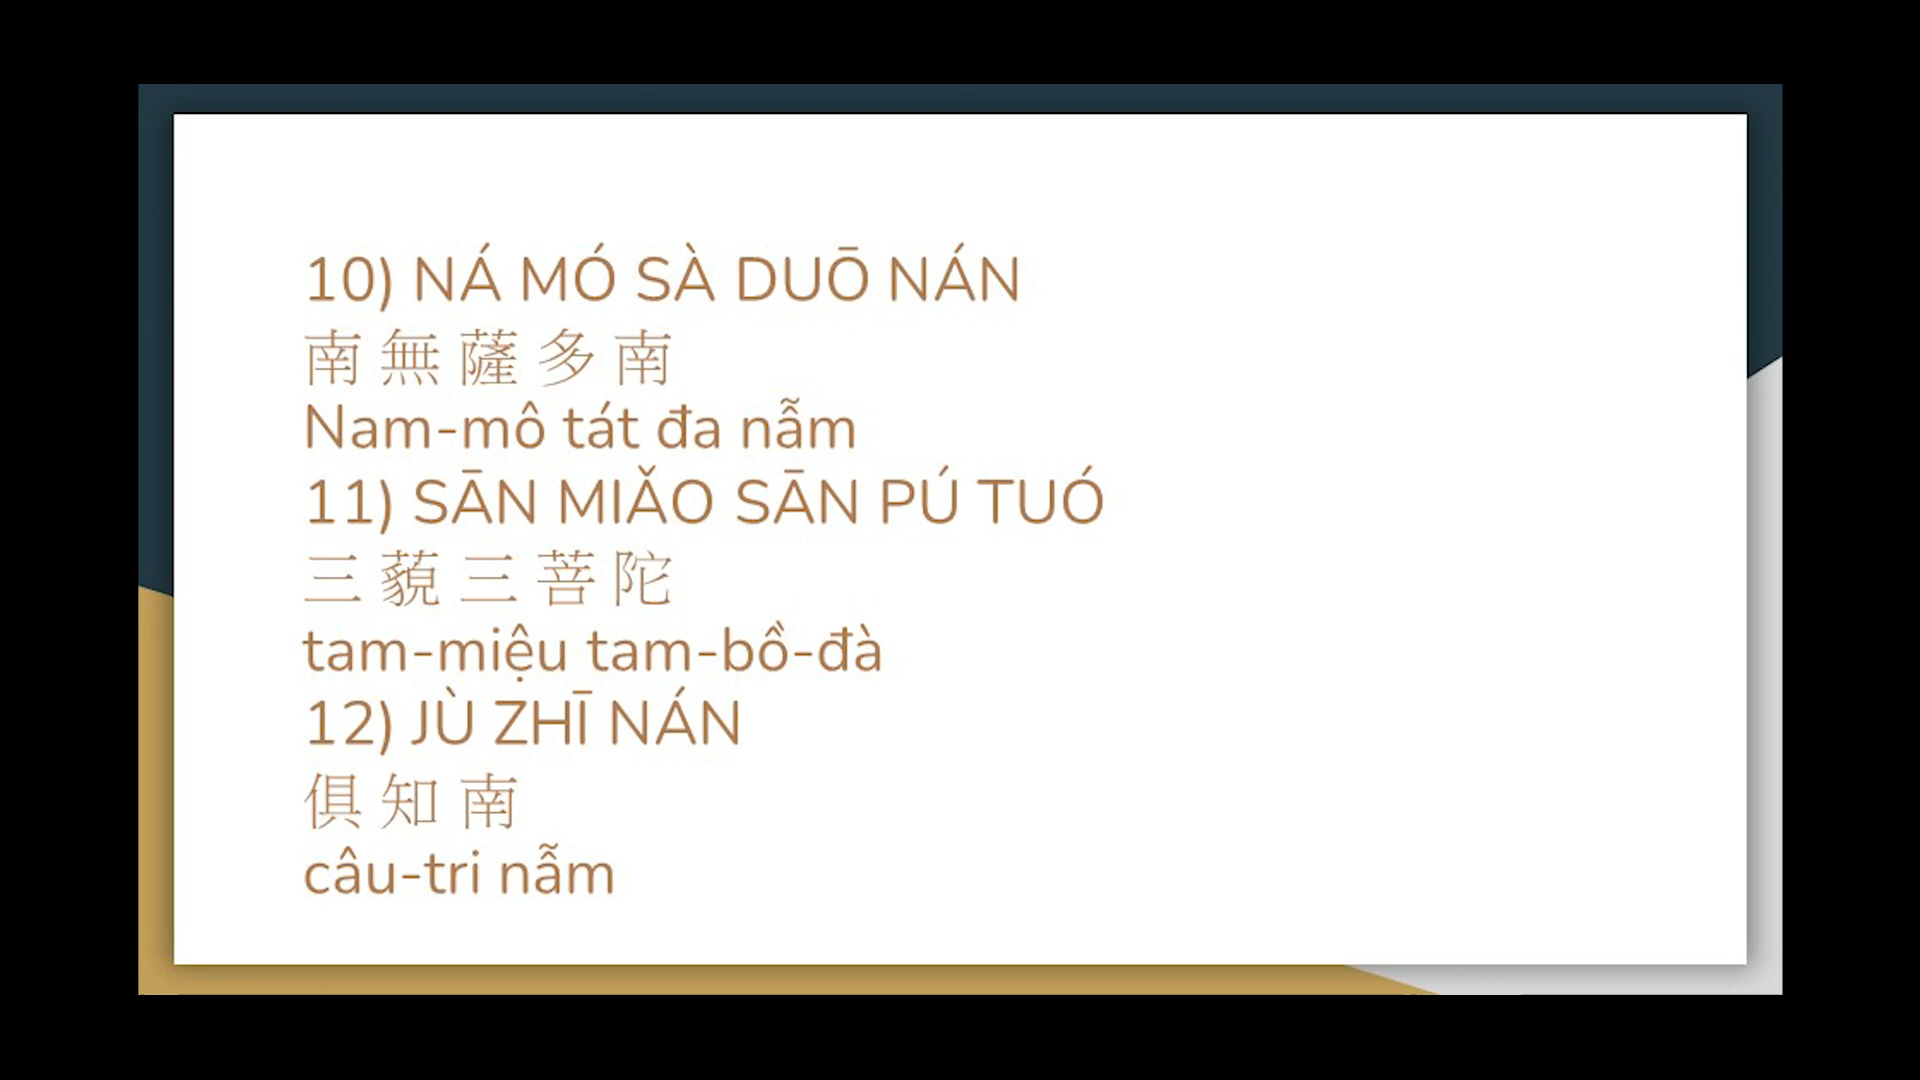 10) NÁ MÓ SÀ DUŌ NÁN
南 無 薩 多 南
Nam-mô tát đa nẫm
11) SĀN MIǍO SĀN PÚ TUÓ
三 藐 三 菩 陀
tam-miệu tam-bồ-đà
12) JÙ ZHĪ NÁN
俱 知 南
câu-tri nẫm